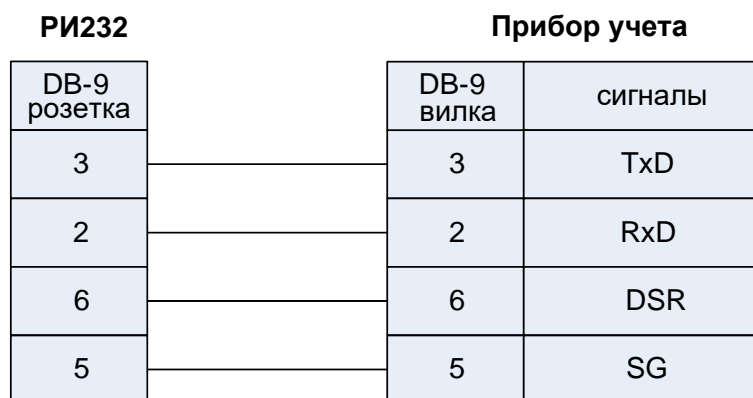 РИ232
Прибор учета
DB-9
розетка
DB-9
вилка
сигналы
3
3
TxD
2
2
RxD
6
6
DSR
5
5
SG